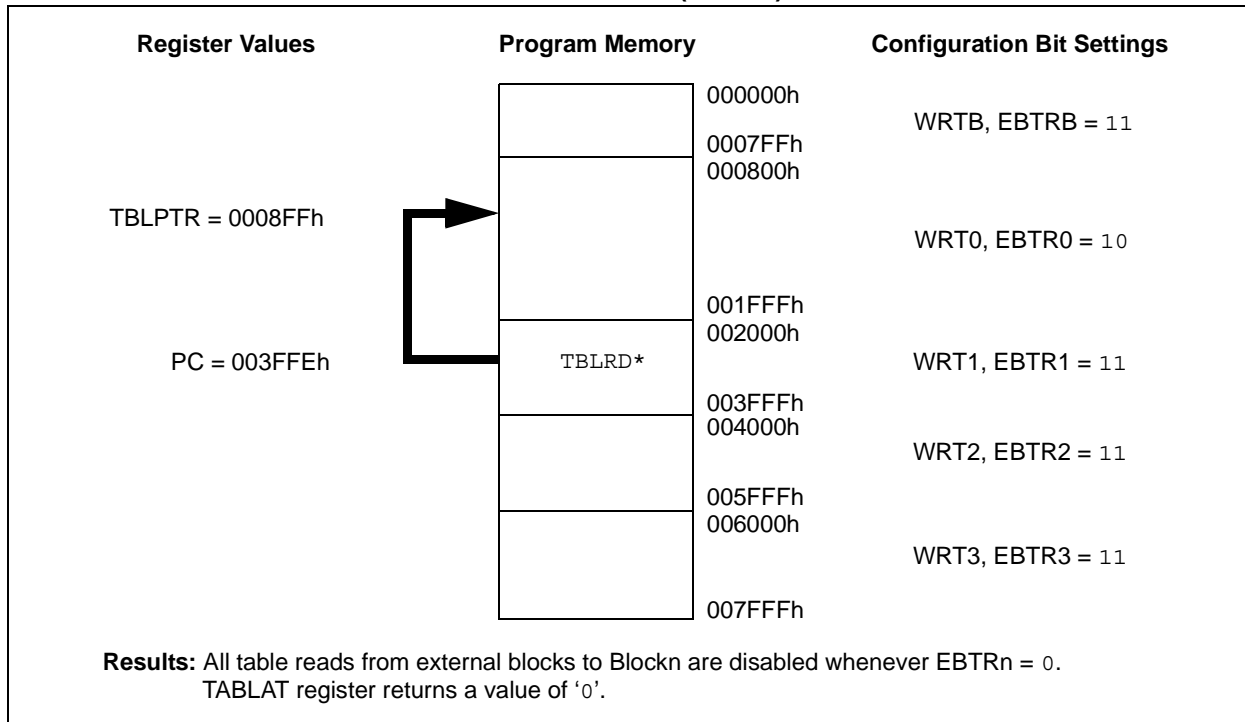 Register Values Program Memory Configuration Bit Settings
000000h
WRTB, EBTRB = 11
0007FFh
000800h
TBLPTR = 0008FFh
WRT0, EBTR0 = 10
001FFFh
002000h
PC = 003FFEh TBLRD* WRT1, EBTR1 = 11
003FFFh
004000h
WRT2, EBTR2 = 11
005FFFh
006000h
WRT3, EBTR3 = 11
007FFFh
Results: All table reads from external blocks to Blockn are disabled whenever EBTRn = 0.
TABLAT register returns a value of ‘0’.